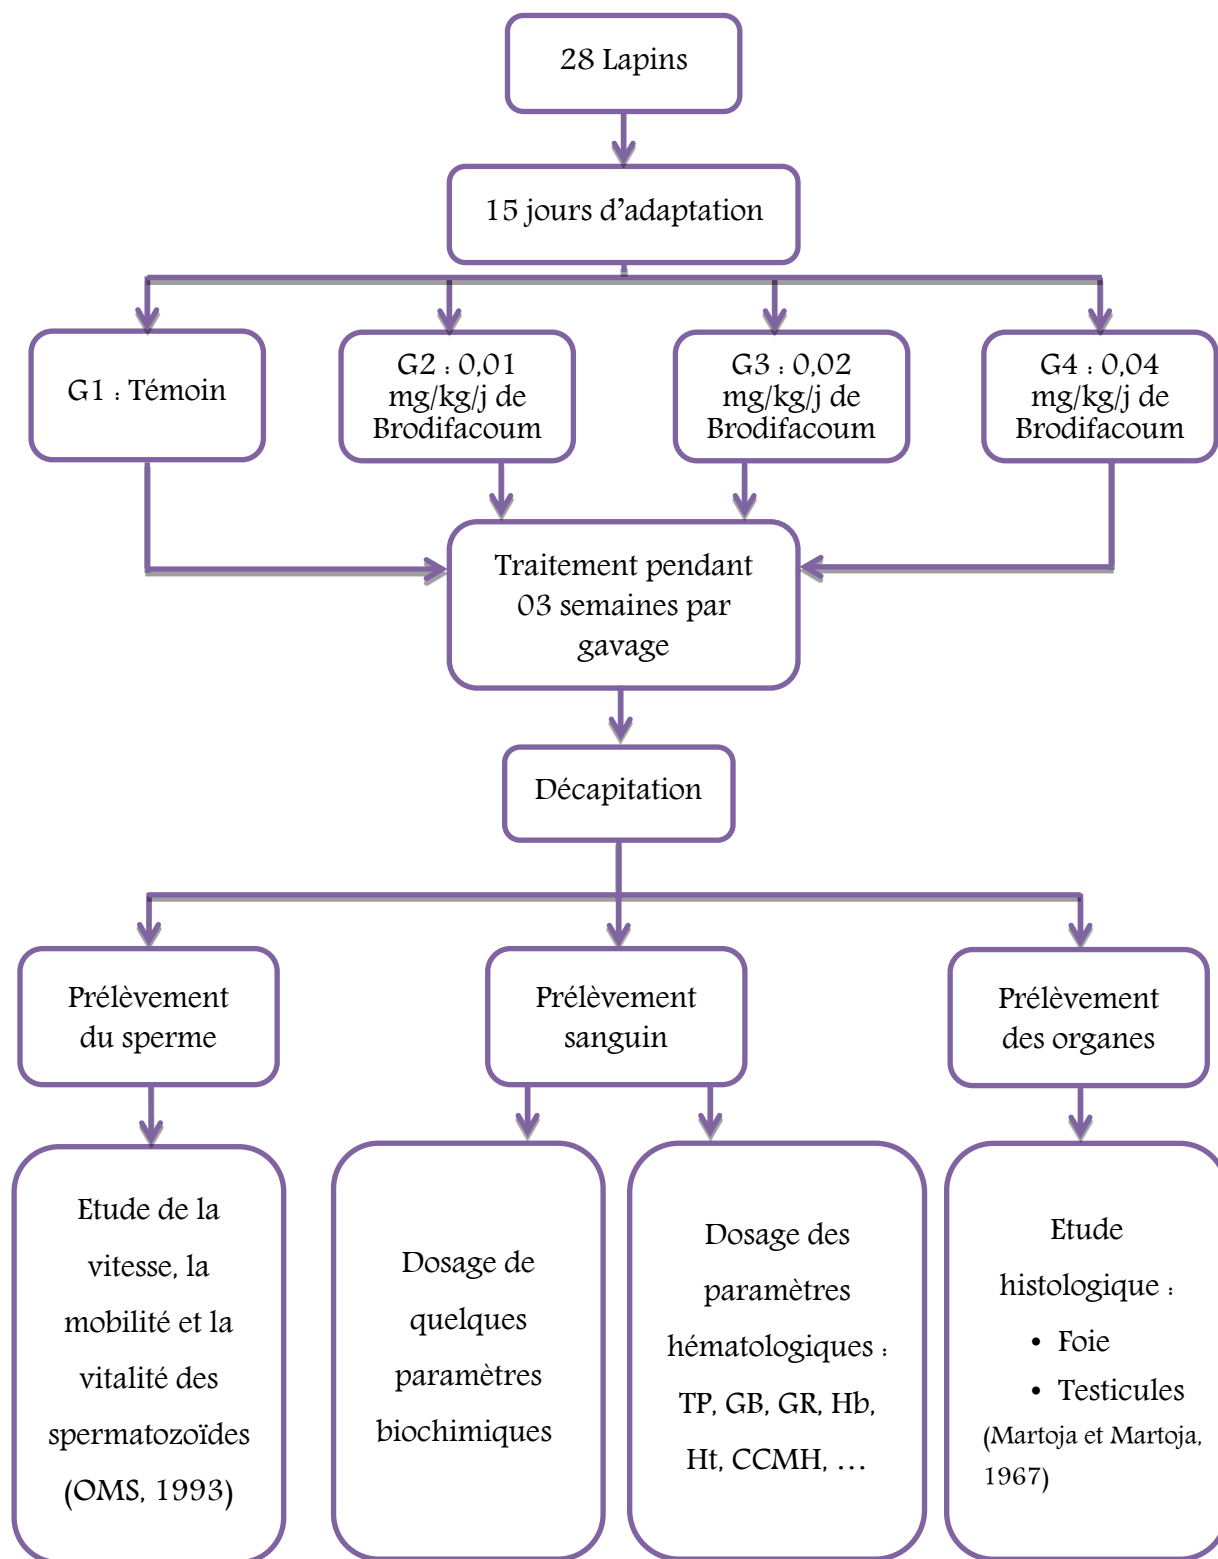 28 Lapins
15 jours d’adaptation
G1 : Témoin
G2 : 0,01
mg/kg/j de
Brodifacoum
G3 : 0,02
mg/kg/j de
Brodifacoum
G4 : 0,04
mg/kg/j de
Brodifacoum
Traitement pendant
03 semaines par
gavage
Décapitation
Prélèvement
du sperme
Prélèvement
sanguin
Prélèvement
des organes
Etude de la
vitesse, la
mobilité et la
vitalité des
spermatozoïdes
(OMS, 1993)
Dosage de
quelques
paramètres
biochimiques
Dosage des
paramètres
hématologiques :
TP, GB, GR, Hb,
Ht, CCMH, …
Etude
histologique :
• Foie
• Testicules
(Martoja et Martoja,
1967)